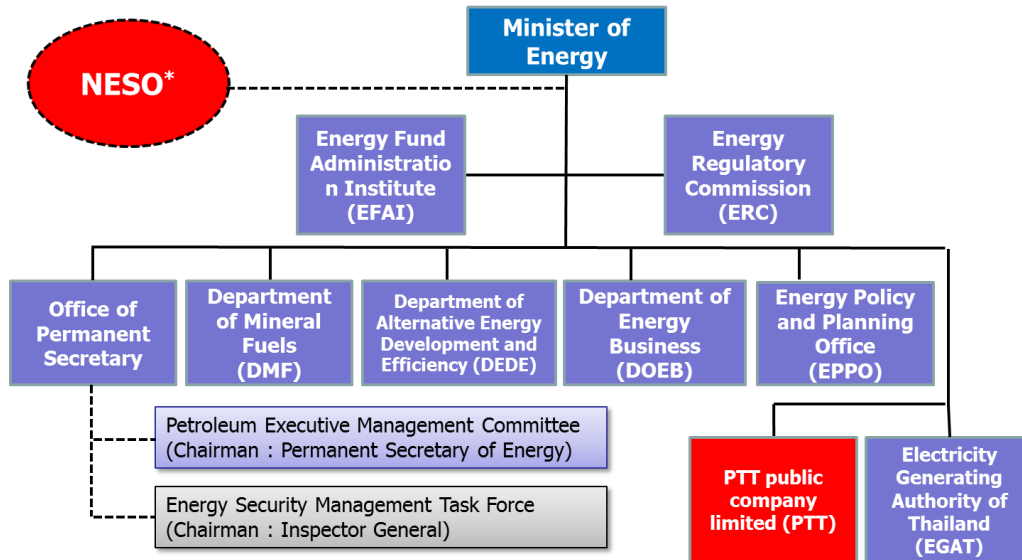 Minister of
Energy
NESO*
Energy Fund
Administratio
n Institute
(EFAI)
Energy
Regulatory
Commission
(ERC)
Office of
Permanent
Secretary
Department
of Mineral
Fuels
(DMF)
Department of
Alternative Energy
Development and
Efficiency (DEDE)
Department of
Energy
Business
(DOEB)
Energy Policy
and Planning
Office
(EPPO)
Petroleum Executive Management Committee
(Chairman : Permanent Secretary of Energy)
Energy Security Management Task Force
(Chairman : Inspector General)
PTT public
company
limited (PTT)
Electricity
Generating
Authority of
Thailand
(EGAT)